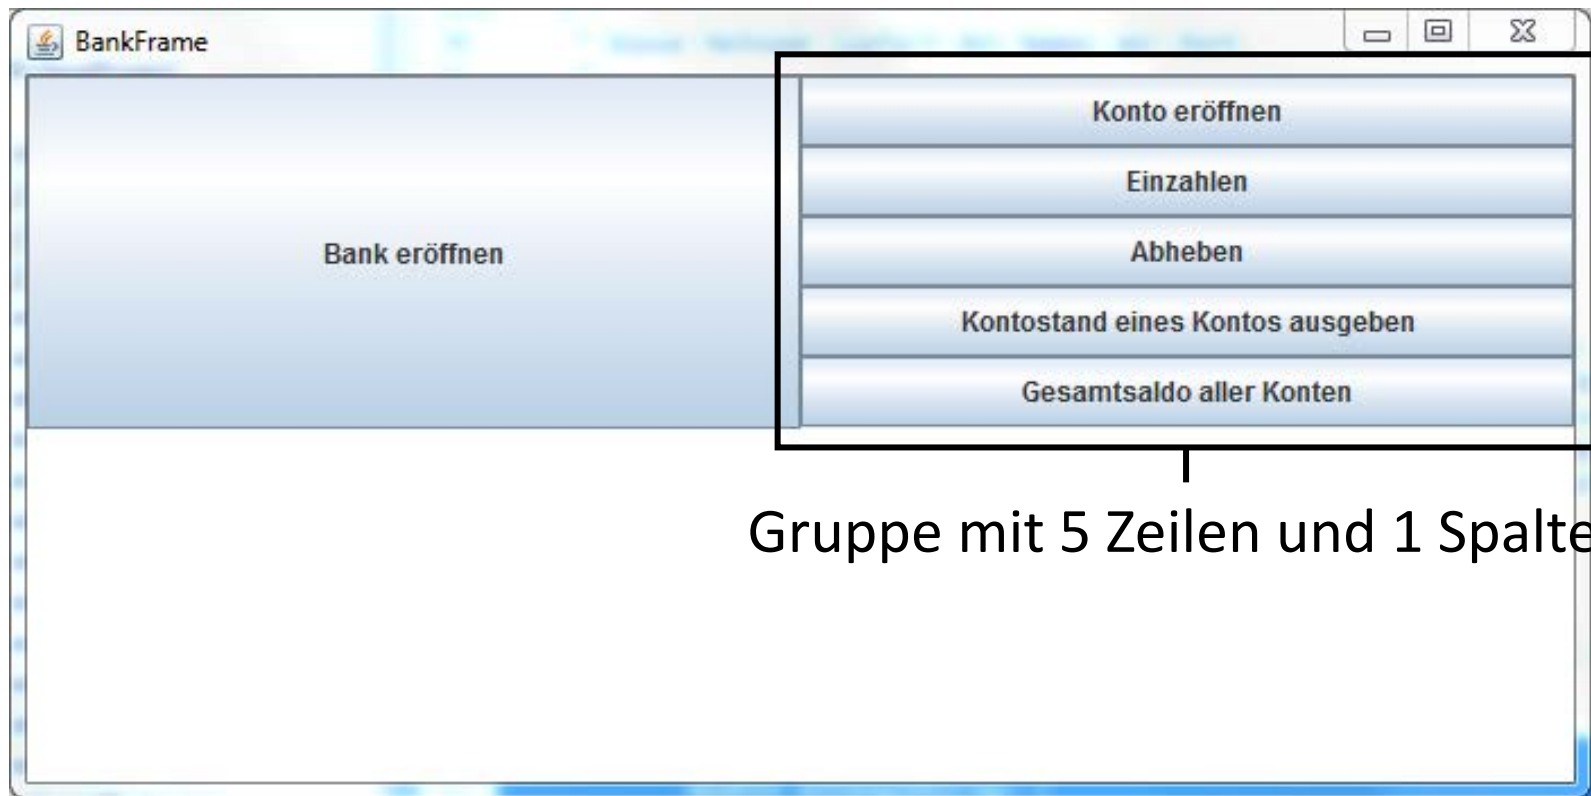 BankFrame
Bank eröffnen
Konto eröffnen
Einzahlen
Abheben
Kontostand eines Kontos ausgeben
Gesamtsaldo aller Konten
Gruppe mit 5 Zeilen und 1 Spalte